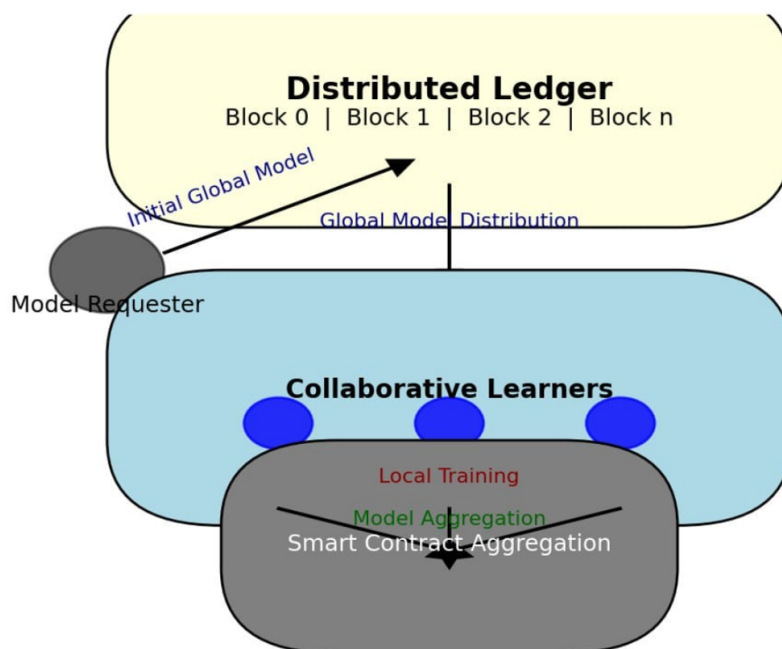 Distributed Ledger
Block 0 | Block 1 | Block 2 | Block n
Initial Global Model
Global Model Distribution
Model Requester
Collaborative Learners
Local Training
Model Aggregation
Smart Contract Aggregation